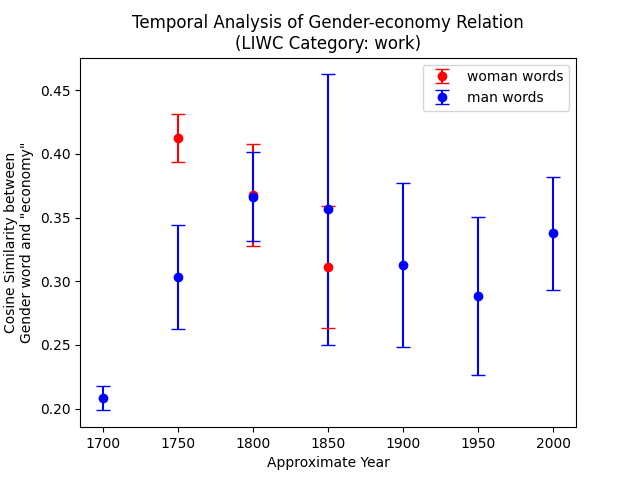 Temporal Analysis of Gender-economy Relation
(LIWC Category: work)
woman words
man words
Cosine Similarity between
Gender word and "economy"
0.45
0.40
0.35
0.30
0.25
0.20
1700 1750 1800 1850 1900 1950 2000
Approximate Year